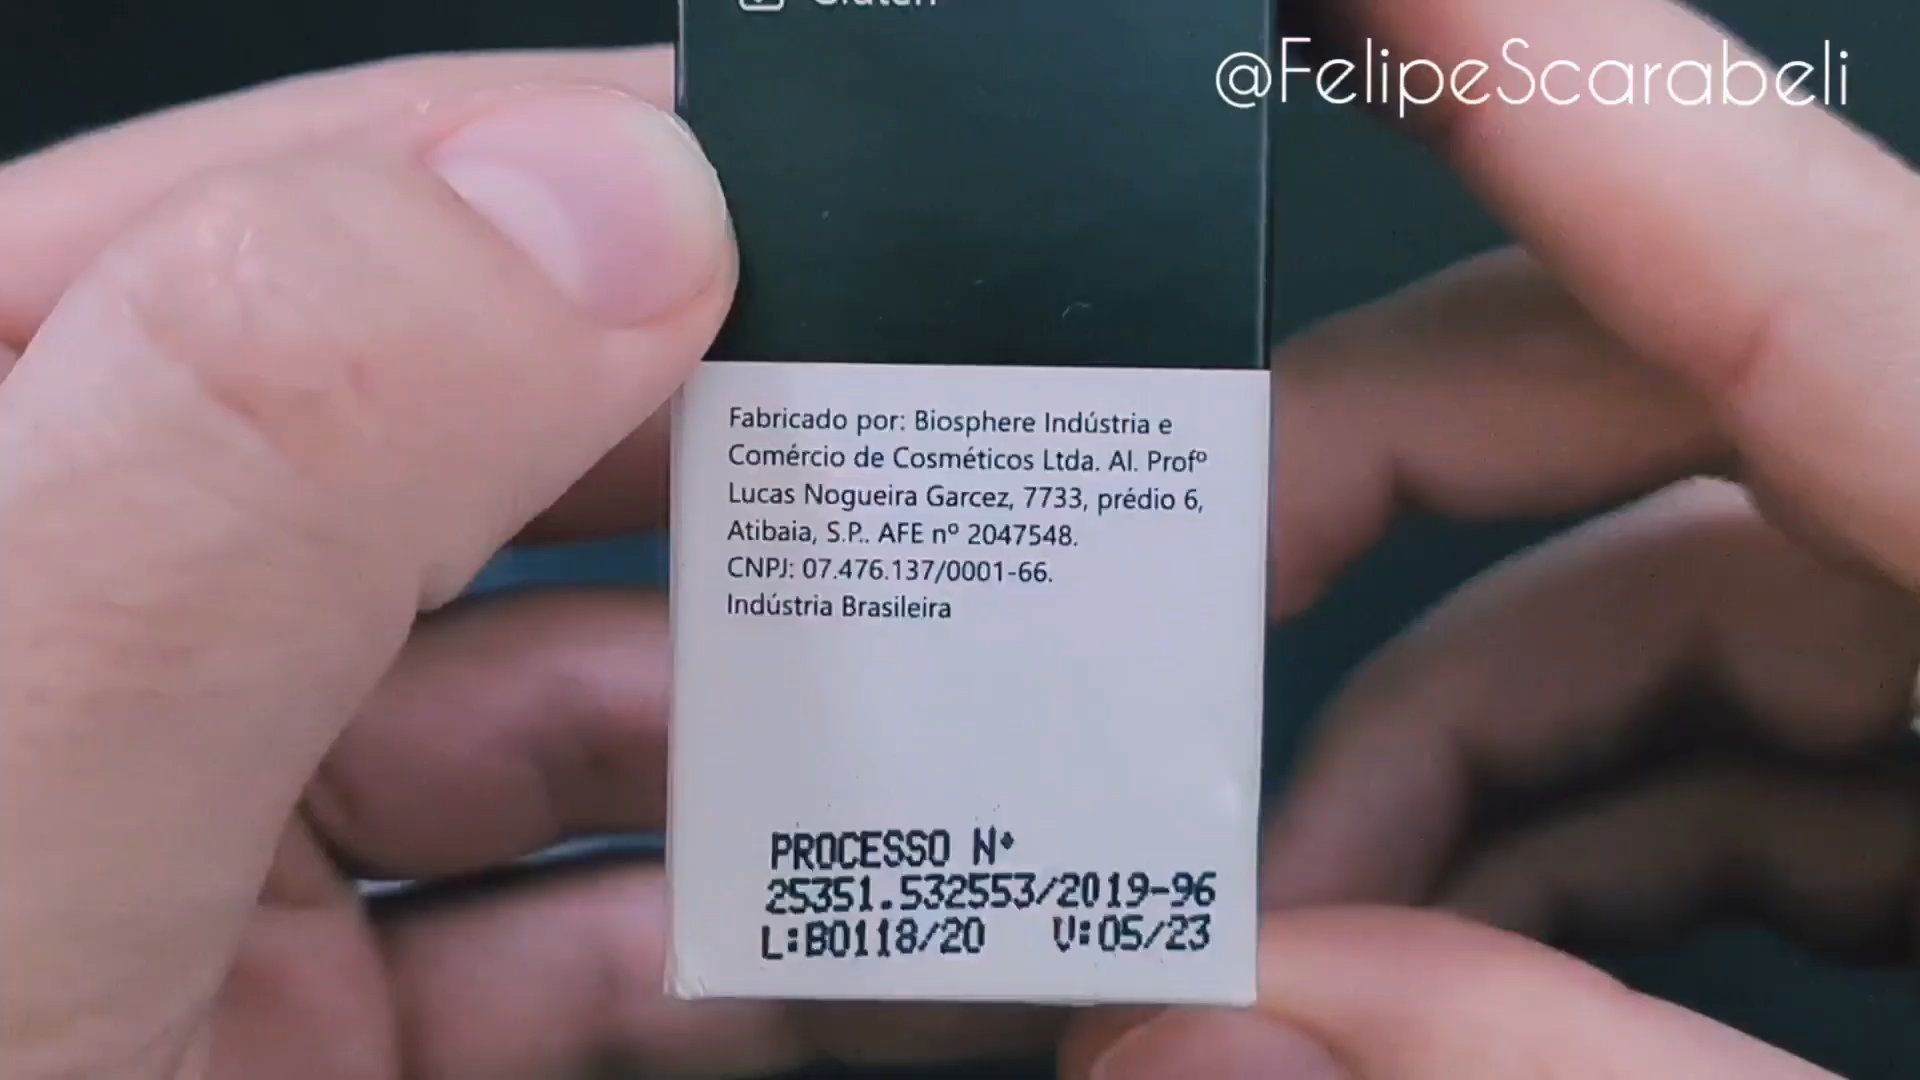 Gluten
@FelipeScarabeli
Fabricado por: Biosphere Indústria e
Comércio de Cosméticos Ltda. Al. Profº
Lucas Nogueira Garcez, 7733, prédio 6,
Atibaia, S.P.. AFE nº 2047548.
CNPJ: 07.476.137/0001-66.
Indústria Brasileira
PROCESSO Nº
25351.532553/2019-96
L:B0118/20 V:05/23